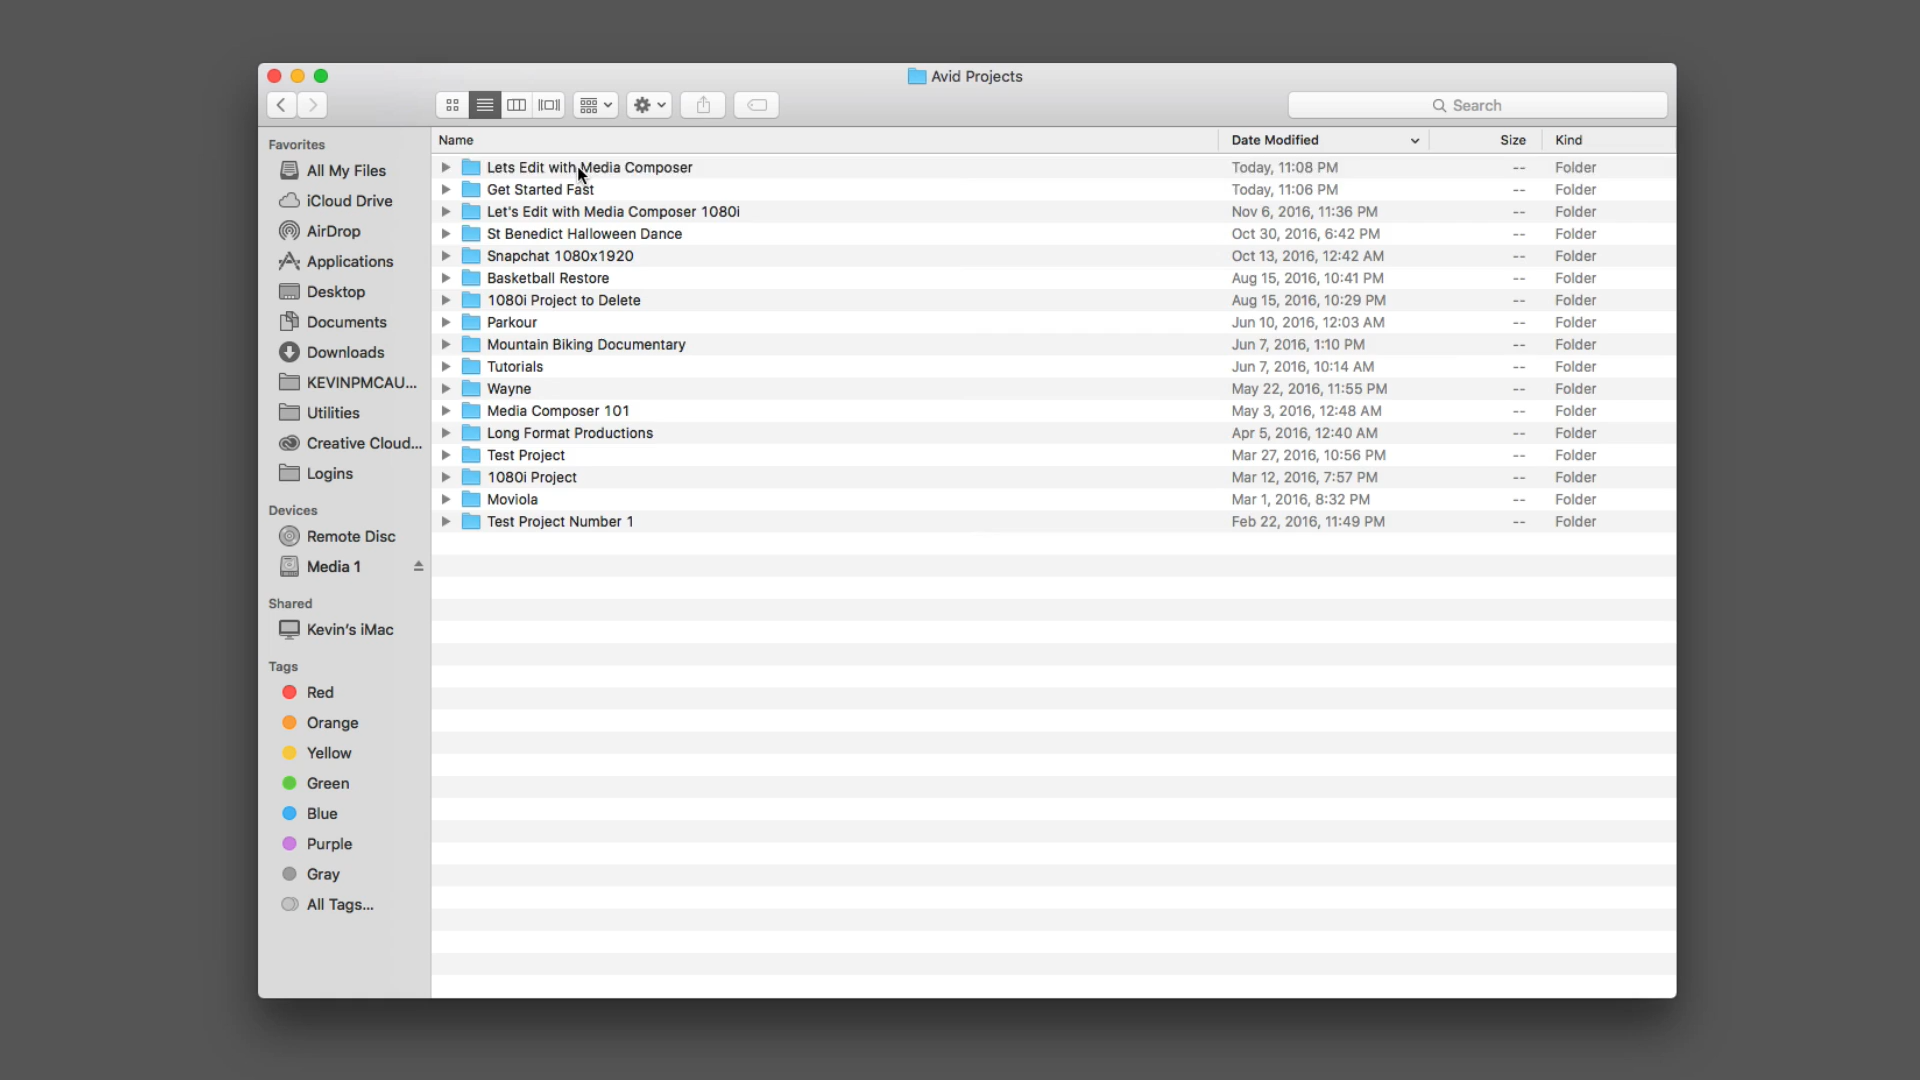 Avid Projects
Search
Favorites
All My Files
iCloud Drive
AirDrop
Applications
Desktop
Documents
Downloads
KEVINPMCAU...
Utilities
Creative Cloud...
Logins
Devices
Remote Disc
Media 1
Shared
Kevin's iMac
Tags
Red
Orange
Yellow
Green
Blue
Purple
Gray
All Tags...
Name Date Modified Size Kind
Lets Edit with Media Composer Today, 11:08 PM -- Folder
Get Started Fast Today, 11:06 PM -- Folder
Let's Edit with Media Composer 1080i Nov 6, 2016, 11:36 PM -- Folder
St Benedict Halloween Dance Oct 30, 2016, 6:42 PM -- Folder
Snapchat 1080x1920 Oct 13, 2016, 12:42 AM -- Folder
Basketball Restore Aug 15, 2016, 10:41 PM -- Folder
1080i Project to Delete Aug 15, 2016, 10:29 PM -- Folder
Parkour Jun 10, 2016, 12:03 AM -- Folder
Mountain Biking Documentary Jun 7, 2016, 1:10 PM -- Folder
Tutorials Jun 7, 2016, 10:14 AM -- Folder
Wayne May 22, 2016, 11:55 PM -- Folder
Media Composer 101 May 3, 2016, 12:48 AM -- Folder
Long Format Productions Apr 5, 2016, 12:40 AM -- Folder
Test Project Mar 27, 2016, 10:56 PM -- Folder
1080i Project Mar 12, 2016, 7:57 PM -- Folder
Moviola Mar 1, 2016, 8:32 PM -- Folder
Test Project Number 1 Feb 22, 2016, 11:49 PM -- Folder